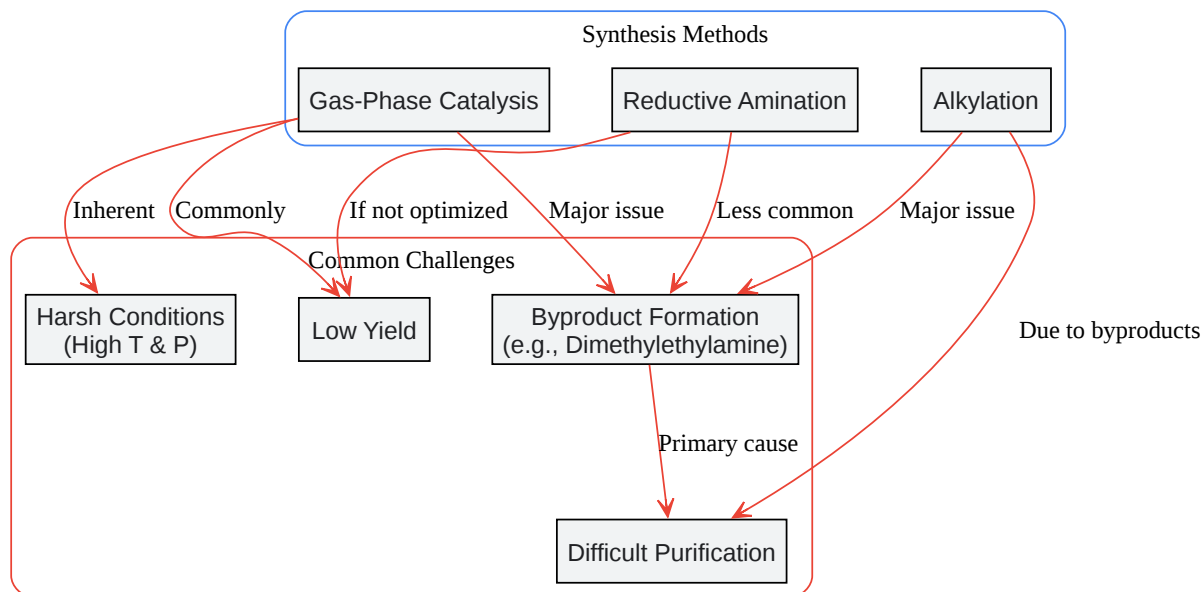 Synthesis Methods
Gas-Phase Catalysis
Reductive Amination
Alkylation
Inherent
Commonly
If not optimized
Major issue
Less common
Major issue
Common Challenges
Harsh Conditions
(High T & P)
Low Yield
Byproduct Formation
(e.g., Dimethylethylamine)
Due to byproducts
Primary cause
Difficult Purification